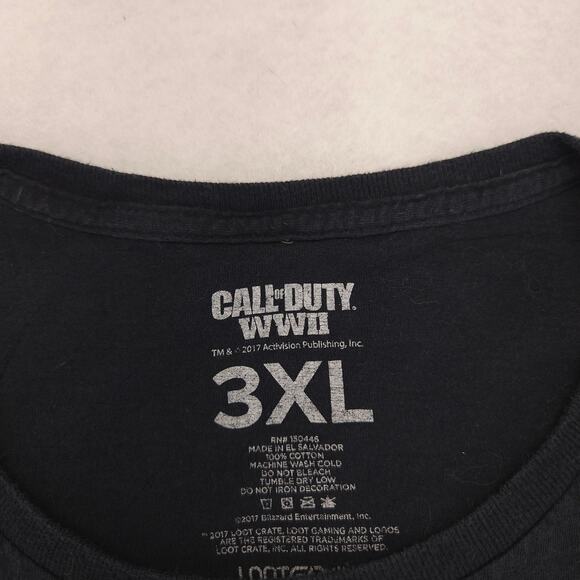 CALL OF DUTY®
WWII
TM & © 2017 Activision Publishing, Inc.
3XL
RN# 130446
MADE IN EL SALVADOR
100% COTTON
MACHINE WASH COLD
DO NOT BLEACH
TUMBLE DRY LOW
DO NOT IRON DECORATION
©2017 Blizzard Entertainment, Inc.
™ 2017 LOOT CRATE. LOOT GAMING AND LOGOS
ARE THE REGISTERED TRADEMARKS OF
LOOT CRATE, INC. ALL RIGHTS RESERVED.